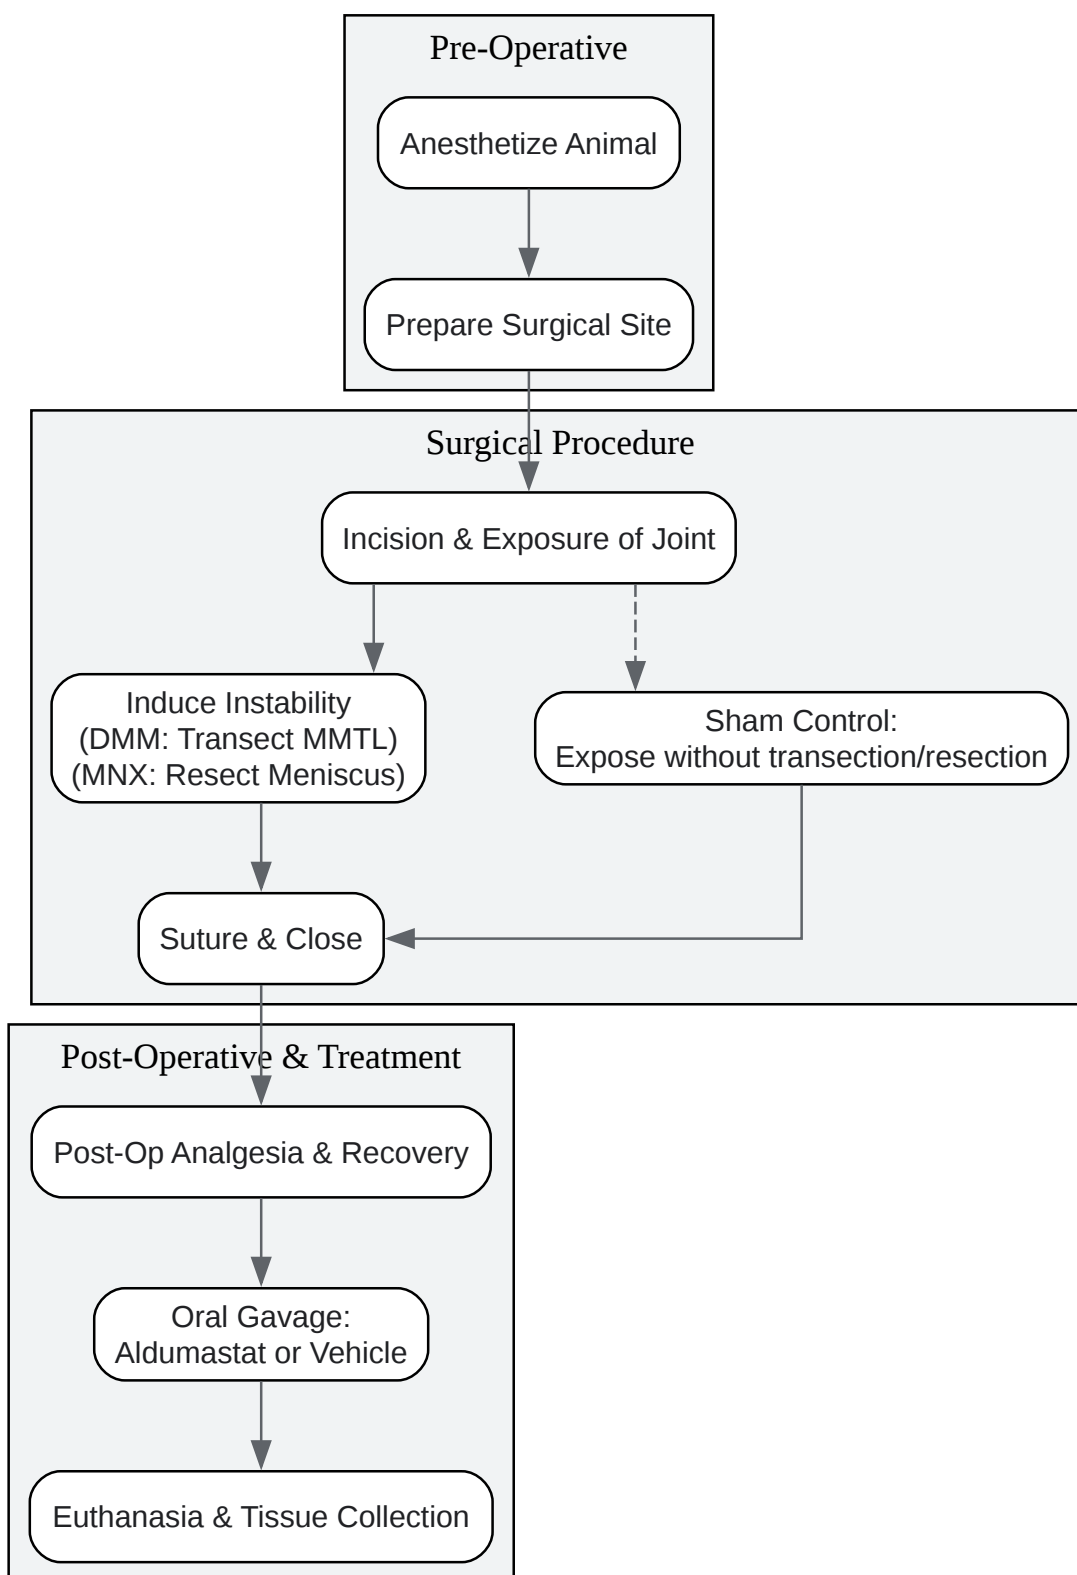 Pre-Operative
Anesthetize Animal
Prepare Surgical Site
Surgical Procedure
Incision & Exposure of Joint
Induce Instability
(DMM: Transect MMTL)
(MNX: Resect Meniscus)
Sham Control:
Expose without transection/resection
Suture & Close
Post-Operative & Treatment
Post-Op Analgesia & Recovery
Oral Gavage:
Aldumastat or Vehicle
Euthanasia & Tissue Collection